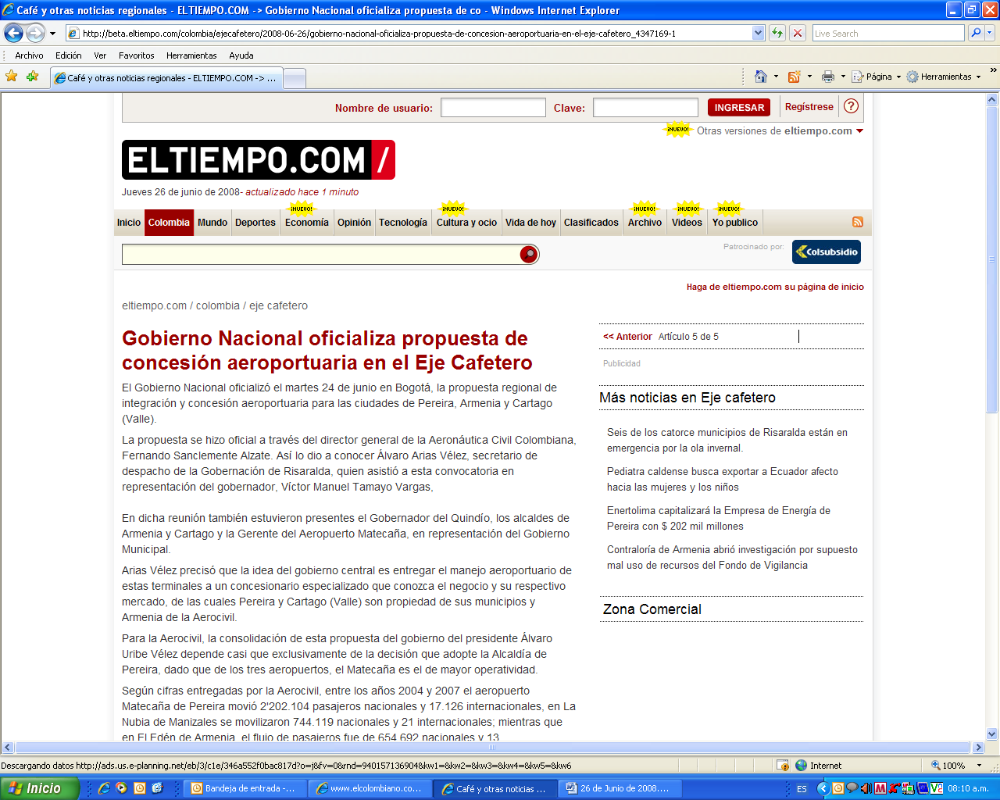 Café y otras noticias regionales - ELTIEMPO.COM -> Gobierno Nacional oficializa propuesta de co - Windows Internet Explorer
http://beta.eltiempo.com/colombia/ejecafetero/2008-06-26/gobierno-nacional-oficializa-propuesta-de-concesion-aeroportuaria-en-el-eje-cafetero_4347169-1
Live Search
Archivo Edición Ver Favoritos Herramientas Ayuda
Café y otras noticias regionales - ELTIEMPO.COM -> ...
Página Herramientas
Nombre de usuario: Clave: INGRESAR Regístrese ?
¡NUEVO! Otras versiones de eltiempo.com
ELTIEMPO.COM /
Jueves 26 de junio de 2008- actualizado hace 1 minuto
¡NUEVO! ¡NUEVO! ¡NUEVO! ¡NUEVO! ¡NUEVO!
Inicio Colombia Mundo Deportes Economía Opinión Tecnología Cultura y ocio Vida de hoy Clasificados Archivo Videos Yo publico
Patrocinado por: Colsubsidio
Haga de eltiempo.com su página de inicio
eltiempo.com / colombia / eje cafetero
Gobierno Nacional oficializa propuesta de
concesión aeroportuaria en el Eje Cafetero
El Gobierno Nacional oficializó el martes 24 de junio en Bogotá, la propuesta regional de
integración y concesión aeroportuaria para las ciudades de Pereira, Armenia y Cartago
(Valle).
La propuesta se hizo oficial a través del director general de la Aeronáutica Civil Colombiana,
Fernando Sanclemente Alzate. Así lo dio a conocer Álvaro Arias Vélez, secretario de
despacho de la Gobernación de Risaralda, quien asistió a esta convocatoria en
representación del gobernador, Víctor Manuel Tamayo Vargas,
En dicha reunión también estuvieron presentes el Gobernador del Quindío, los alcaldes de
Armenia y Cartago y la Gerente del Aeropuerto Matecaña, en representación del Gobierno
Municipal.
Arias Vélez precisó que la idea del gobierno central es entregar el manejo aeroportuario de
estas terminales a un concesionario especializado que conozca el negocio y su respectivo
mercado, de las cuales Pereira y Cartago (Valle) son propiedad de sus municipios y
Armenia de la Aerocivil.
Para la Aerocivil, la consolidación de esta propuesta del gobierno del presidente Álvaro
Uribe Vélez depende casi que exclusivamente de la decisión que adopte la Alcaldía de
Pereira, dado que de los tres aeropuertos, el Matecaña es el de mayor operatividad.
Según cifras entregadas por la Aerocivil, entre los años 2004 y 2007 el aeropuerto
Matecaña de Pereira movió 2'202.104 pasajeros nacionales y 17.126 internacionales, en La
Nubia de Manizales se movilizaron 744.119 nacionales y 21 internacionales; mientras que
en El Edén de Armenia, el flujo de pasajeros fue de 654.692 nacionales y 13
<< Anterior Artículo 5 de 5
Publicidad
Más noticias en Eje cafetero
Seis de los catorce municipios de Risaralda están en
emergencia por la ola invernal.
Pediatra caldense busca exportar a Ecuador afecto
hacia las mujeres y los niños
Enertolima capitalizará la Empresa de Energía de
Pereira con $ 202 mil millones
Contraloría de Armenia abrió investigación por supuesto
mal uso de recursos del Fondo de Vigilancia
Zona Comercial
Descargando datos http://ads.us.e-planning.net/eb/3/c1e/346a552f0bac817d?o=j&fv=0&rnd=940157136904&kw1=&kw2=&kw3=&kw4=&kw5=&kw6 Internet 100%
Inicio Bandeja de entrada -... www.elcolombiano.co... Café y otras noticias ... 26 de Junio de 2008.... ES 08:10 a.m.